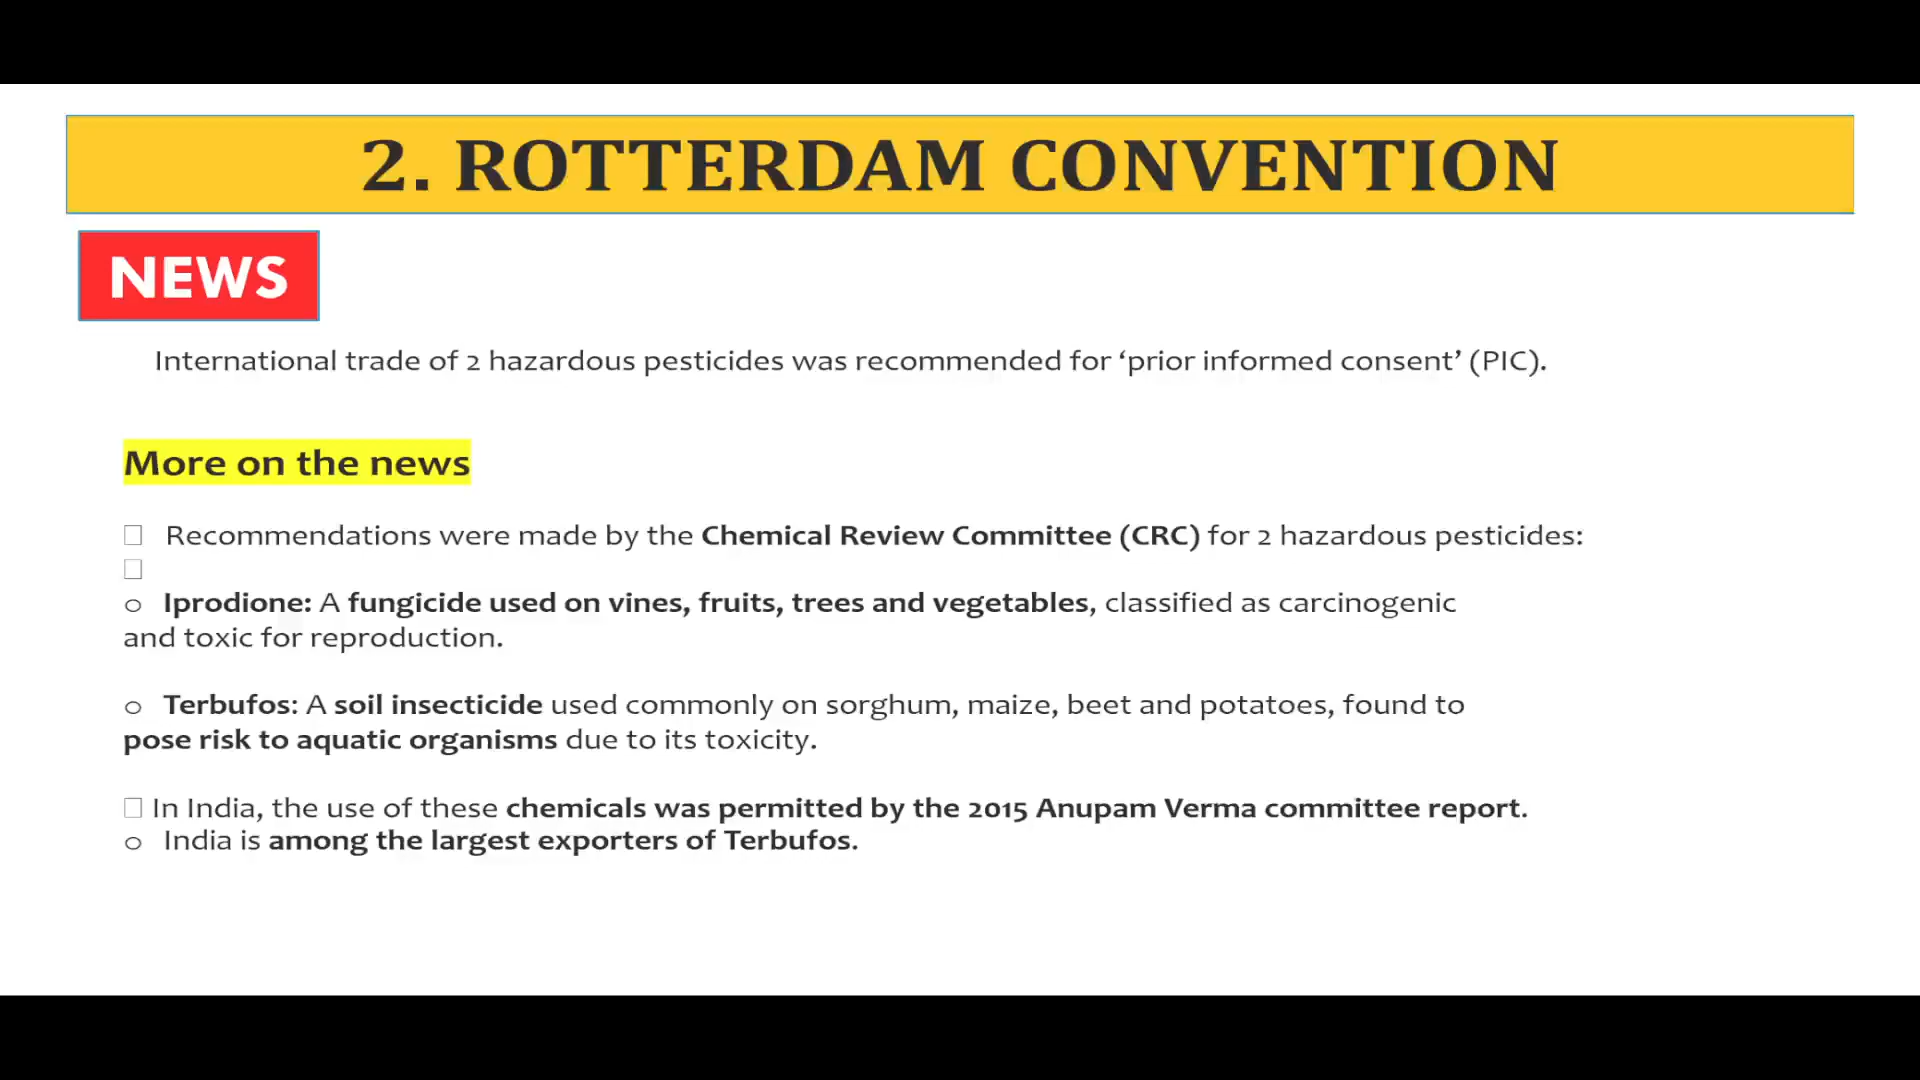 2. ROTTERDAM CONVENTION
NEWS
International trade of 2 hazardous pesticides was recommended for ‘prior informed consent’ (PIC).
More on the news
□ Recommendations were made by the Chemical Review Committee (CRC) for 2 hazardous pesticides:
□
o Iprodione: A fungicide used on vines, fruits, trees and vegetables, classified as carcinogenic
and toxic for reproduction.
o Terbufos: A soil insecticide used commonly on sorghum, maize, beet and potatoes, found to
pose risk to aquatic organisms due to its toxicity.
□ In India, the use of these chemicals was permitted by the 2015 Anupam Verma committee report.
o India is among the largest exporters of Terbufos.